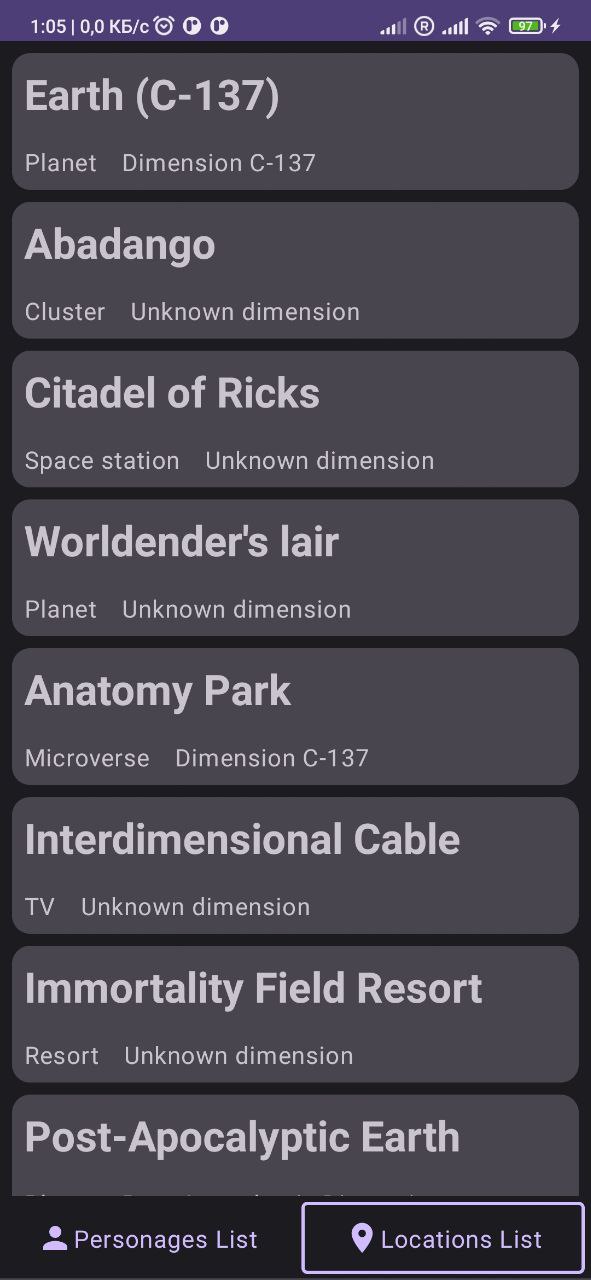 1:05 | 0,0 КБ/с
R
97
Earth (C-137)
Planet Dimension C-137
Abadango
Cluster Unknown dimension
Citadel of Ricks
Space station Unknown dimension
Worldender's lair
Planet Unknown dimension
Anatomy Park
Microverse Dimension C-137
Interdimensional Cable
TV Unknown dimension
Immortality Field Resort
Resort Unknown dimension
Post-Apocalyptic Earth
Personages List
Locations List